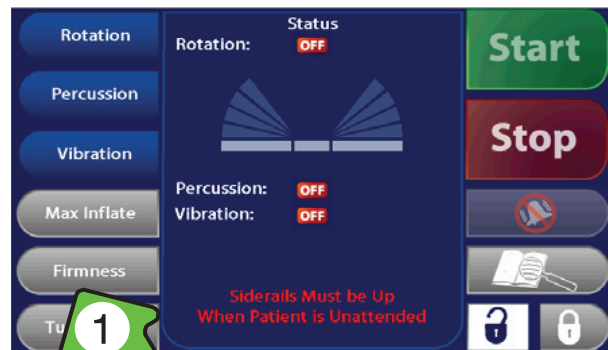 Rotation
Percussion
Vibration
Max Inflate
Firmness
Tu
1
Status
Rotation: OFF
Percussion: OFF
Vibration: OFF
Siderails Must be Up
When Patient is Unattended
Start
Stop